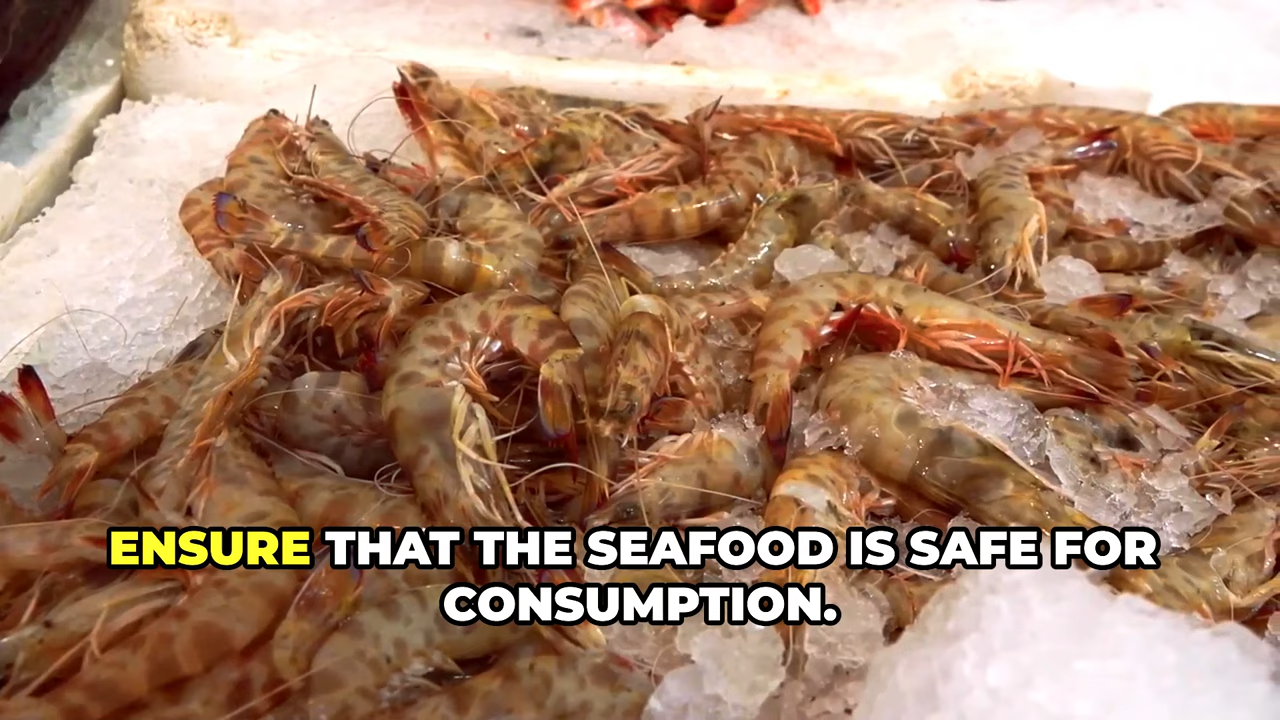 ENSURE THAT THE SEAFOOD IS SAFE FOR
CONSUMPTION.